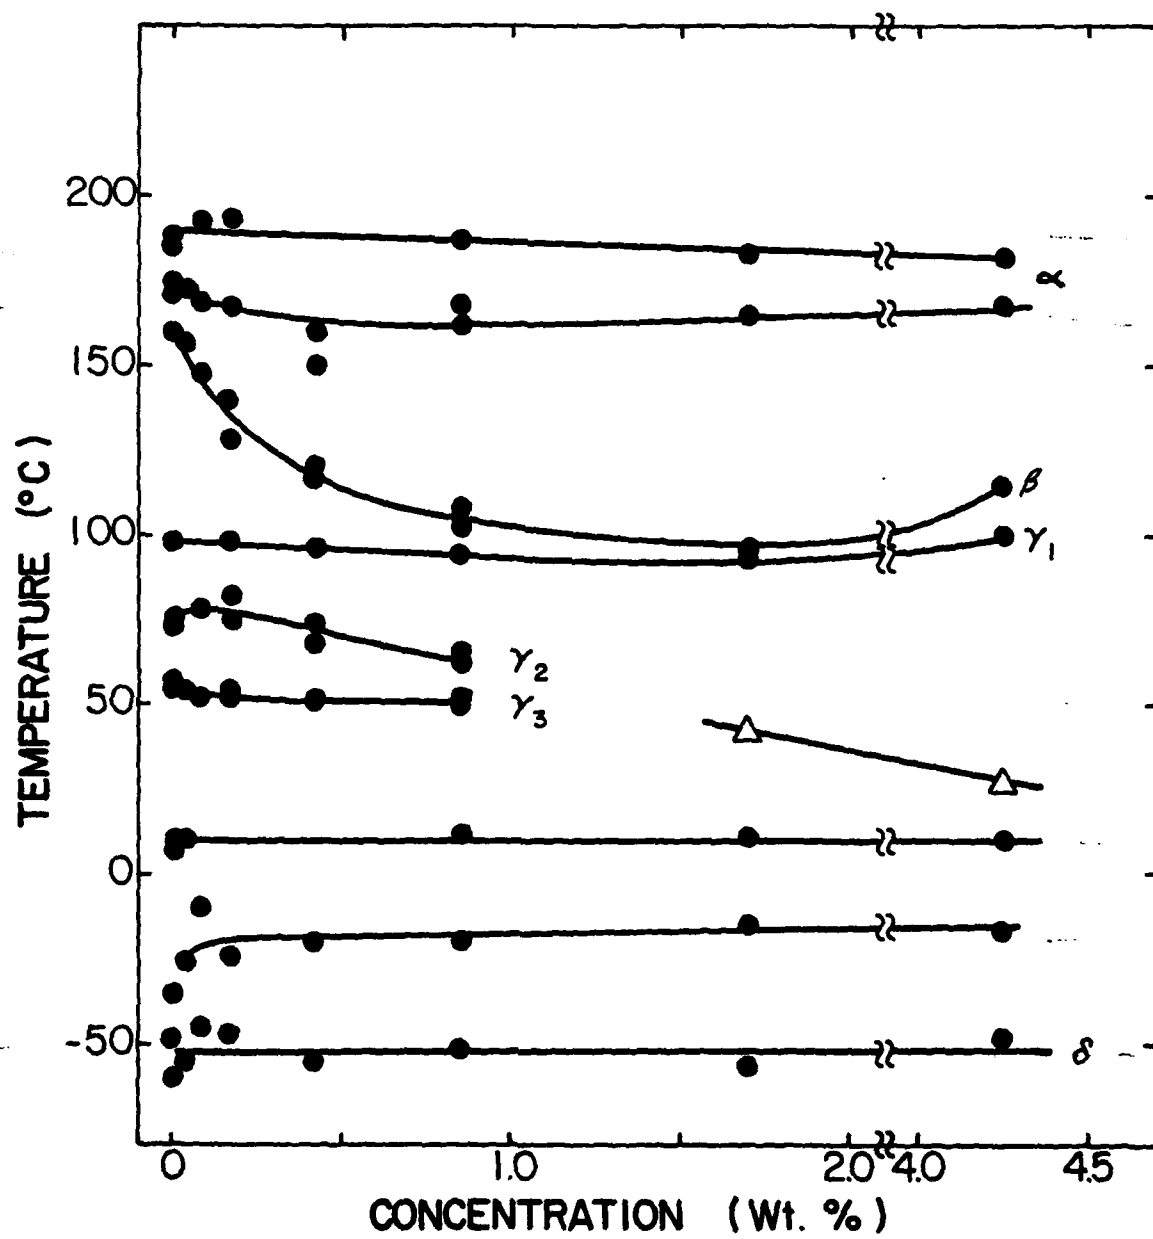 200
α
150
β
100
γ₁
γ₂
50
γ₃
0
-50
δ
0 1.0 2.0 4.0 4.5
CONCENTRATION (Wt. %)
TEMPERATURE (°C)